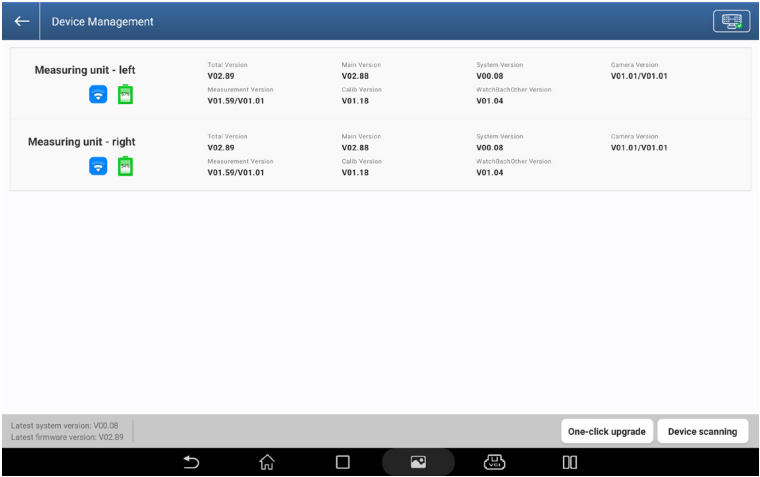 Device Management
Measuring unit - left
Total Version
V02.89
Main Version
V02.88
System Version
V00.08
Camera Version
V01.01/V01.01
Measurement Version
V01.59/V01.01
Calib Version
V01.18
WatchBachOther Version
V01.04
Measuring unit - right
Total Version
V02.89
Main Version
V02.88
System Version
V00.08
Camera Version
V01.01/V01.01
Measurement Version
V01.59/V01.01
Calib Version
V01.18
WatchBachOther Version
V01.04
Latest system version: V00.08
Latest firmware version: V02.89
One-click upgrade
Device scanning
VCI